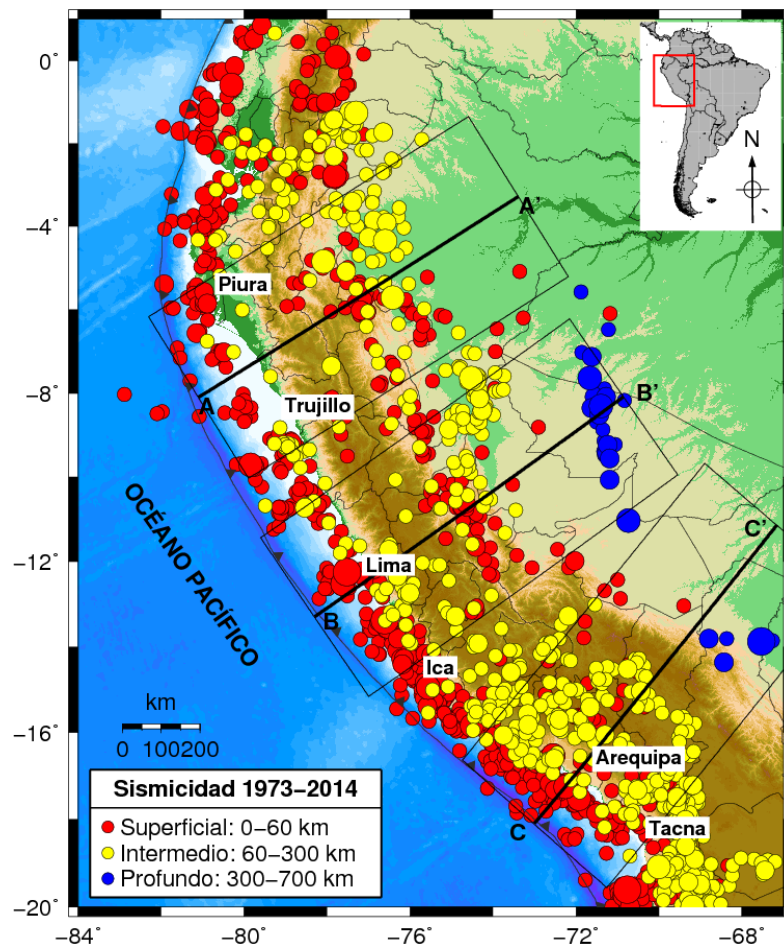 0˚
−4˚
−8˚
−12˚
−16˚
−20˚
−84˚
−80˚
−76˚
−72˚
−68˚
N
A'
Piura
B'
A
Trujillo
OCÉANO PACÍFICO
C'
Lima
B
Ica
km
0 100200
Arequipa
C
Tacna
Sismicidad 1973−2014
Superficial: 0−60 km
Intermedio: 60−300 km
Profundo: 300−700 km